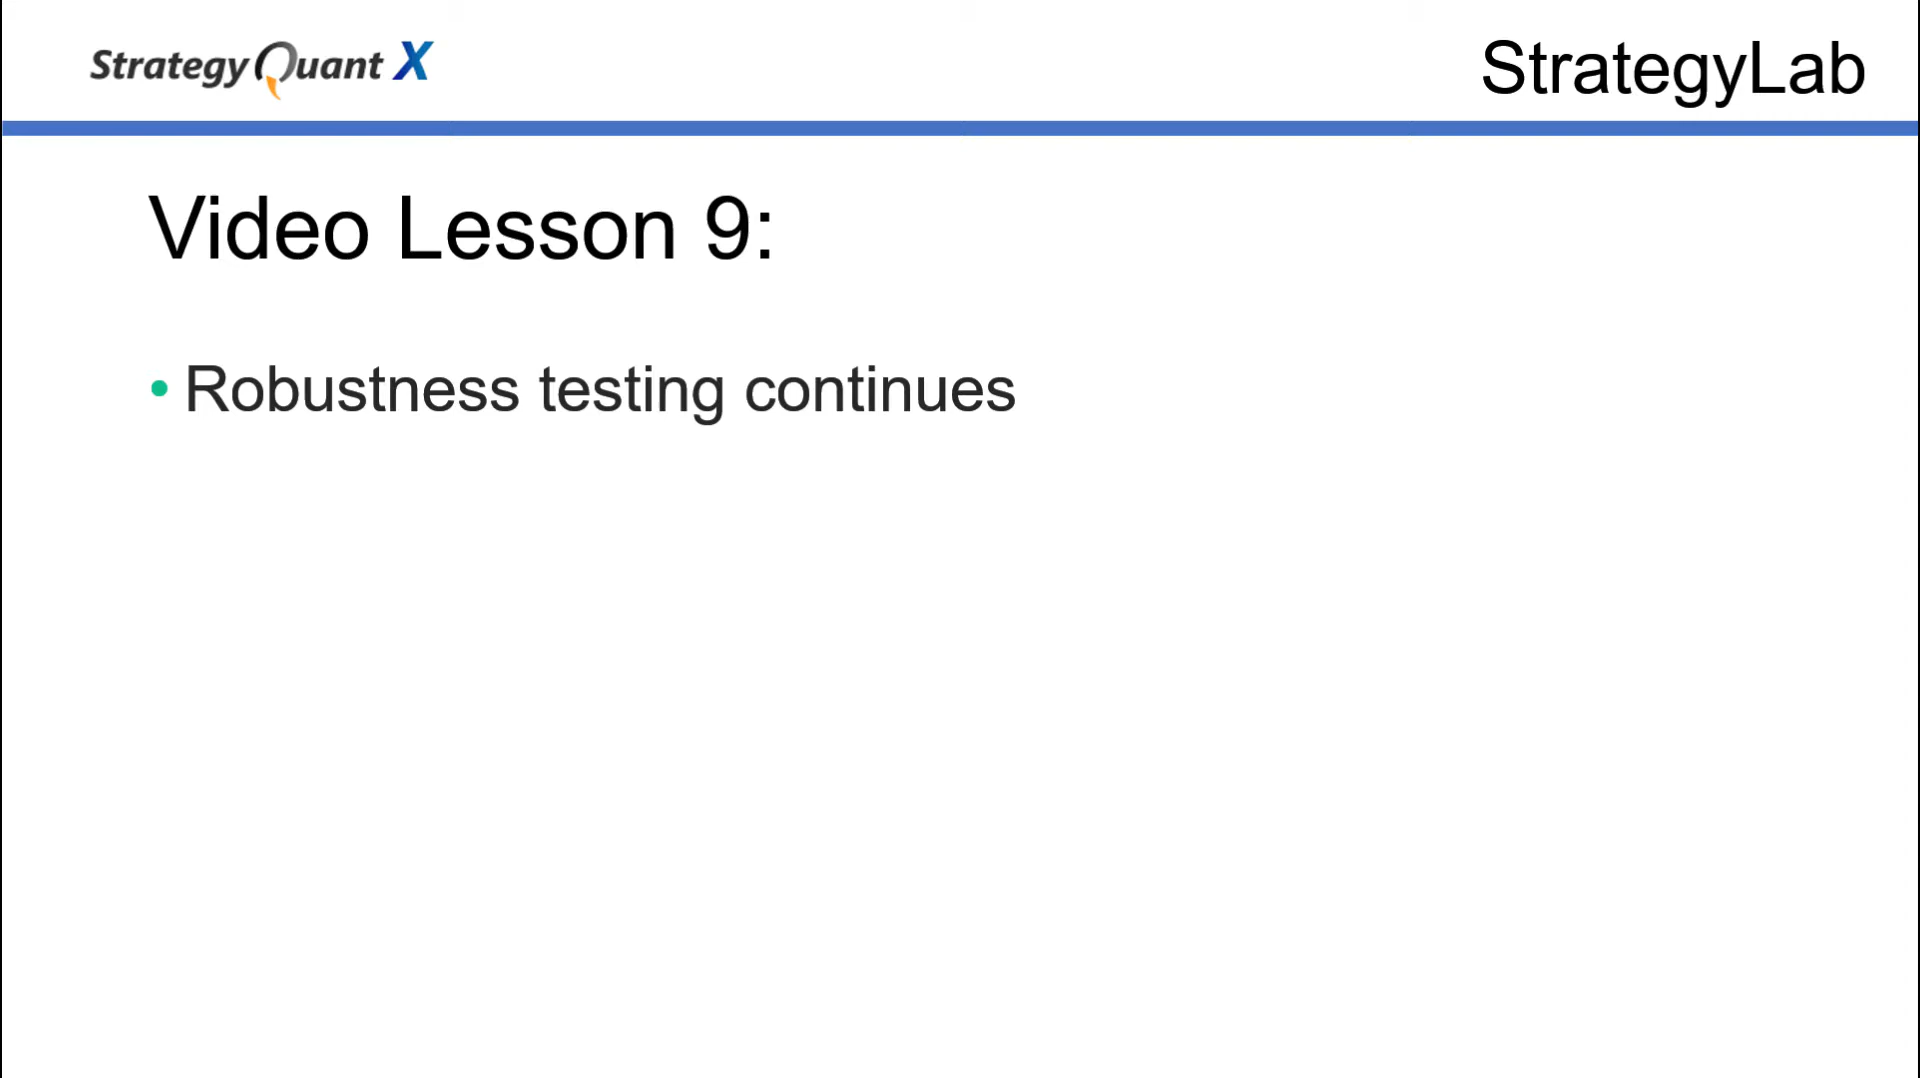 StrategyQuant X
StrategyLab
Video Lesson 9:
• Robustness testing continues